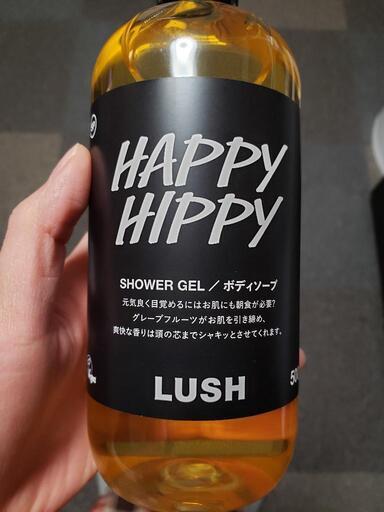 HAPPY
HIPPY
SHOWER GEL / ボディソープ
元気良く目覚めるにはお肌にも朝食が必要?
グレープフルーツがお肌を引き締め、
爽快な香りは頭の芯までシャキッとさせてくれます。
LUSH